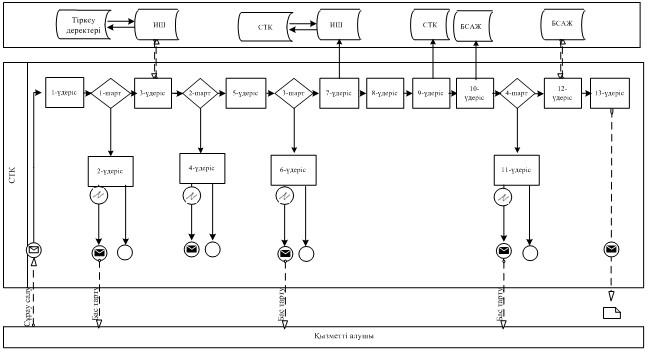 Тіркеу
деректері
ИШ
СТК
ИШ
СТК
БСАЖ
БСАЖ
СТК
1-үдеріс
1-шарт
3-үдеріс
2-шарт
5-үдеріс
3-шарт
7-үдеріс
8-үдеріс
9-үдеріс
10-
үдеріс
4-шарт
12-
үдеріс
13-үдеріс
2-үдеріс
4-үдеріс
6-үдеріс
11-үдеріс
Сұрау салу
Бас тарту
Бас тарту
Бас тарту
Қызметті алушы